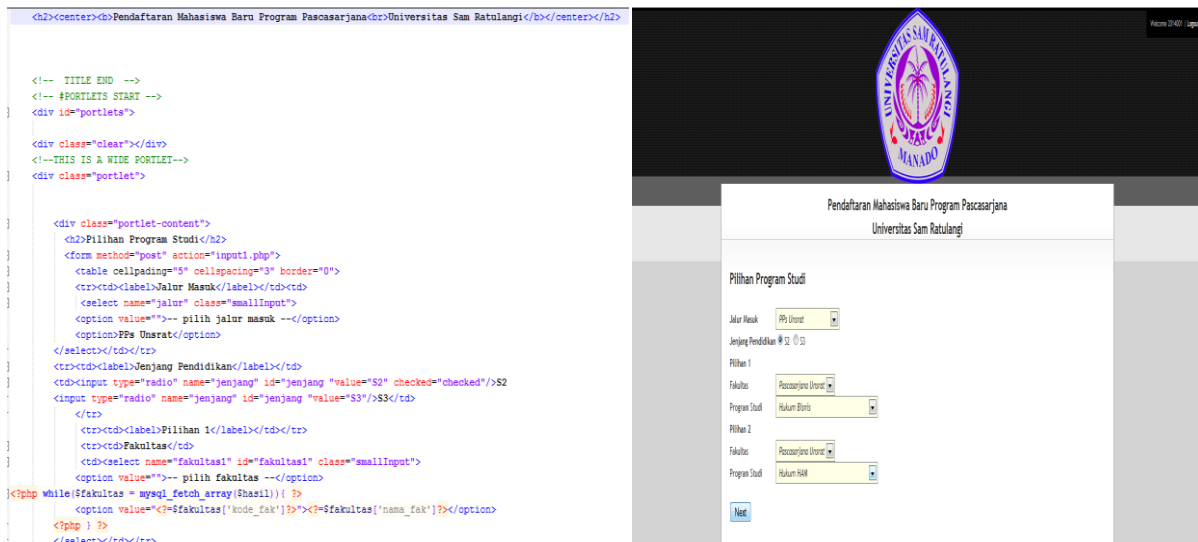 <h2><center><b>Pendaftaran Mahasiswa Baru Program Pascasarjana<br>Universitas Sam Ratulangi</b></center></h2>
<!--  TITLE END  -->
<!-- #PORTLETS START -->
<div id="portlets">
<div class="clear"></div>
<!--THIS IS A WIDE PORTLET-->
<div class="portlet">
<div class="portlet-content">
<h2>Pilihan Program Studi</h2>
<form method="post" action="input1.php">
<table cellpading="5" cellspacing="3" border="0">
<tr><td><label>Jalur Masuk</label></td><td>
<select name="jalur" class="smallInput">
<option value="">-- pilih jalur masuk --</option>
<option>PPs Unsrat</option>
</select></td></tr>
<tr><td><label>Jenjang Pendidikan</label></td>
<td><input type="radio" name="jenjang" id="jenjang "value="S2" checked="checked"/>S2
<input type="radio" name="jenjang" id="jenjang "value="S3"/>S3</td>
</tr>
<tr><td><label>Pilihan 1</label></td></tr>
<tr><td>Fakultas</td>
<td><select name="fakultas1" id="fakultas1" class="smallInput">
<option value="">-- pilih fakultas --</option>
<?php while($fakultas = mysql_fetch_array($hasil)){ ?>
<option value="<?=$fakultas['kode_fak']?>"><?=$fakultas['nama_fak']?></option>
<?php } ?>
</select></td></tr>
Welcome 2014001 | Logout
UNIVERSITAS SAM RATULANGI
MANADO
Pendaftaran Mahasiswa Baru Program Pascasarjana
Universitas Sam Ratulangi
Pilihan Program Studi
Jalur Masuk PPs Unsrat
Jenjang Pendidikan S2 S3
Pilihan 1
Fakultas Pascasarjana Unsrat
Program Studi Hukum Bisnis
Pilihan 2
Fakultas Pascasarjana Unsrat
Program Studi Hukum HAM
Next